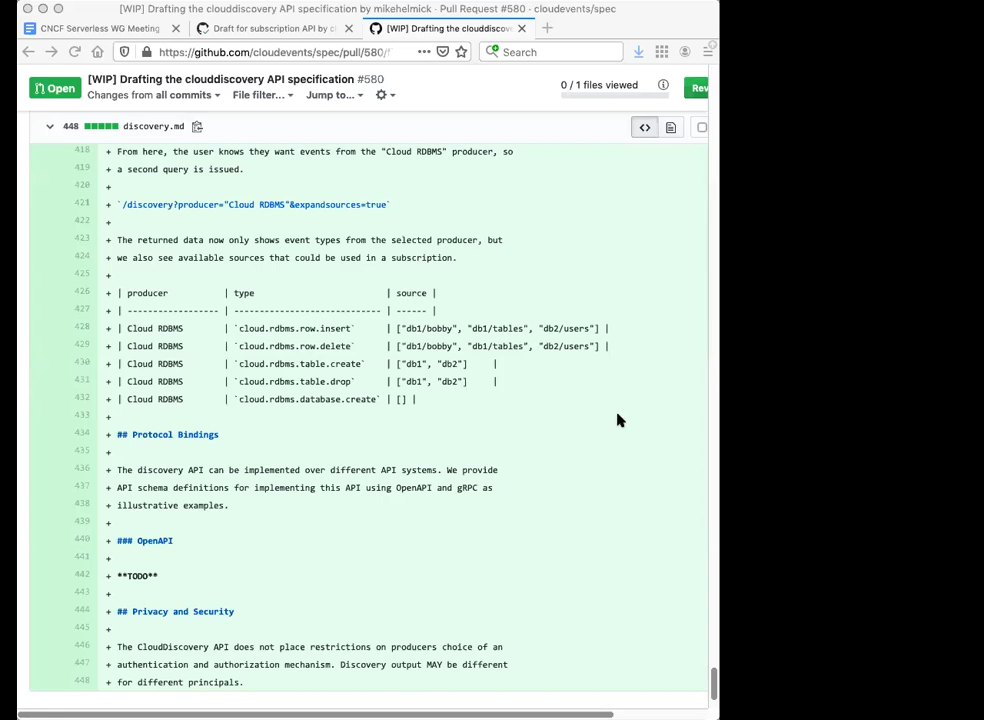 [WIP] Drafting the clouddiscovery API specification by mikehelmick · Pull Request #580 · cloudevents/spec
CNCF Serverless WG Meeting
Draft for subscription API by c
[WIP] Drafting the clouddiscov
https://github.com/cloudevents/spec/pull/580/f
Search
Open
[WIP] Drafting the clouddiscovery API specification #580
Changes from all commits
File filter...
Jump to...
0 / 1 files viewed
Rev
448
discovery.md
418 + From here, the user knows they want events from the "Cloud RDBMS" producer, so
419 + a second query is issued.
420 +
421 + `/discovery?producer="Cloud RDBMS"&expandsources=true`
422 +
423 + The returned data now only shows event types from the selected producer, but
424 + we also see available sources that could be used in a subscription.
425 +
426 + | producer | type | source |
427 + | ------------------ | ----------------------------- | ------ |
428 + | Cloud RDBMS | `cloud.rdbms.row.insert` | ["db1/bobby", "db1/tables", "db2/users"] |
429 + | Cloud RDBMS | `cloud.rdbms.row.delete` | ["db1/bobby", "db1/tables", "db2/users"] |
430 + | Cloud RDBMS | `cloud.rdbms.table.create` | ["db1", "db2"] |
431 + | Cloud RDBMS | `cloud.rdbms.table.drop` | ["db1", "db2"] |
432 + | Cloud RDBMS | `cloud.rdbms.database.create` | [] |
433 +
434 + ## Protocol Bindings
435 +
436 + The discovery API can be implemented over different API systems. We provide
437 + API schema definitions for implementing this API using OpenAPI and gRPC as
438 + illustrative examples.
439 +
440 + ### OpenAPI
441 +
442 + **TODO**
443 +
444 + ## Privacy and Security
445 +
446 + The CloudDiscovery API does not place restrictions on producers choice of an
447 + authentication and authorization mechanism. Discovery output MAY be different
448 + for different principals.